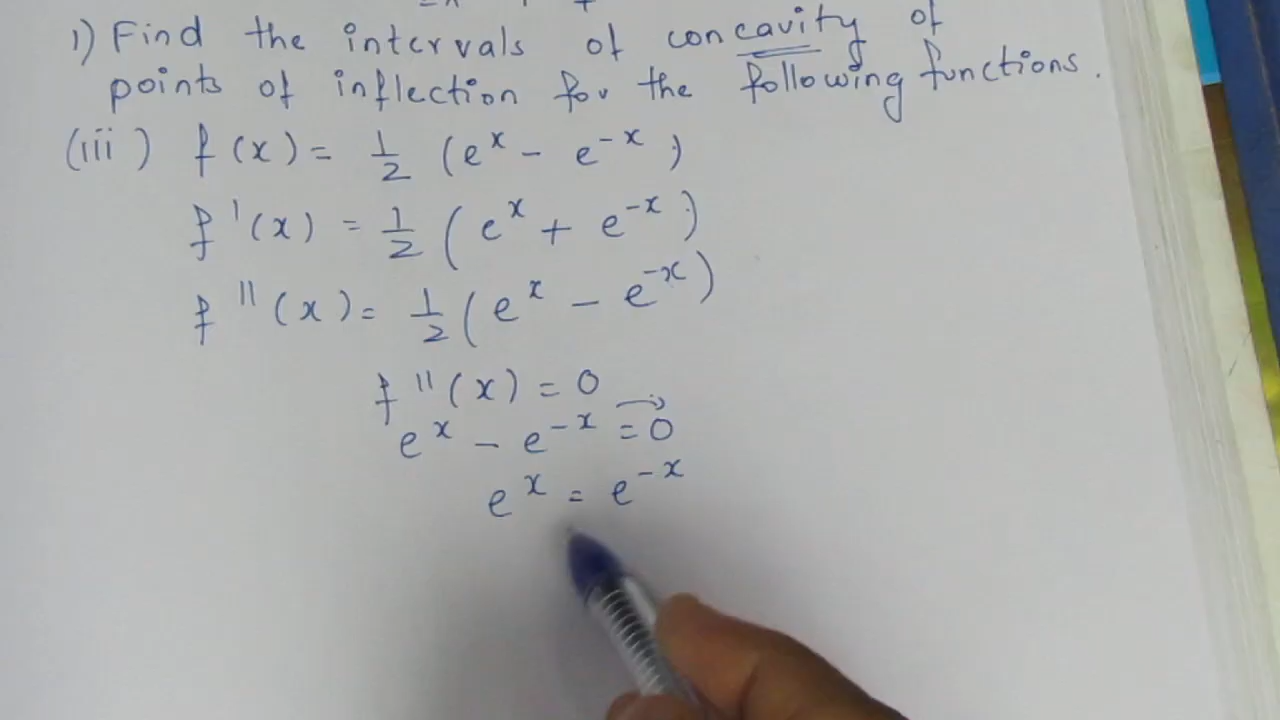 1) Find the intervals of concavity of
points of inflection for the following functions.
(iii) f(x) = 1/2 (e^x - e^-x)
f'(x) = 1/2 (e^x + e^-x)
f''(x) = 1/2 (e^x - e^-x)
f''(x) = 0
e^x - e^-x = 0
e^x = e^-x